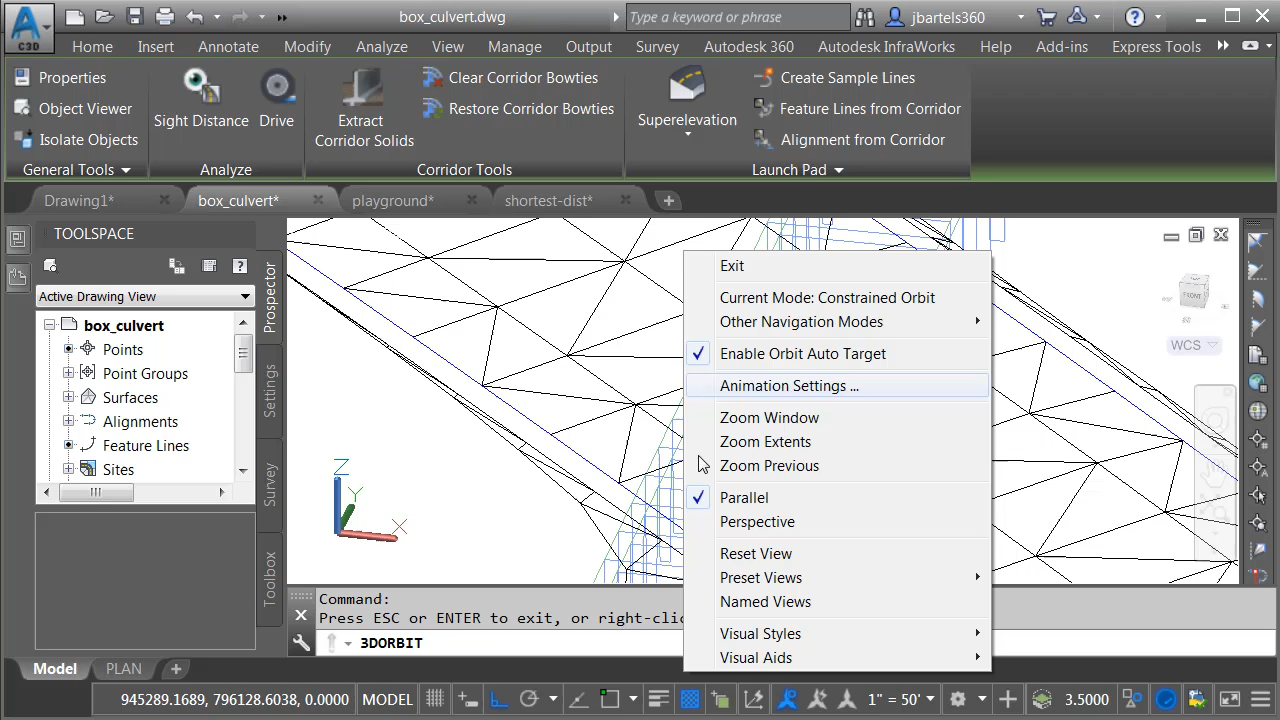 C3D
box_culvert.dwg
Type a keyword or phrase
jbartels360
Home Insert Annotate Modify Analyze View Manage Output Survey Autodesk 360 Autodesk InfraWorks Help Add-ins Express Tools
Properties
Object Viewer
Isolate Objects
General Tools
Sight Distance
Drive
Analyze
Extract
Corridor Solids
Clear Corridor Bowties
Restore Corridor Bowties
Corridor Tools
Superelevation
Create Sample Lines
Feature Lines from Corridor
Alignment from Corridor
Launch Pad
Drawing1* box_culvert* playground* shortest-dist*
TOOLSPACE
Active Drawing View
box_culvert
Points
Point Groups
Surfaces
Alignments
Feature Lines
Sites
Prospector
Settings
Survey
Toolbox
Z
Y
X
FRONT
WCS
Exit
Current Mode: Constrained Orbit
Other Navigation Modes
Enable Orbit Auto Target
Animation Settings ...
Zoom Window
Zoom Extents
Zoom Previous
Parallel
Perspective
Reset View
Preset Views
Named Views
Visual Styles
Visual Aids
Command:
Press ESC or ENTER to exit, or right-clic
3DORBIT
Model PLAN
945289.1689, 796128.6038, 0.0000 MODEL 1" = 50' 3.5000